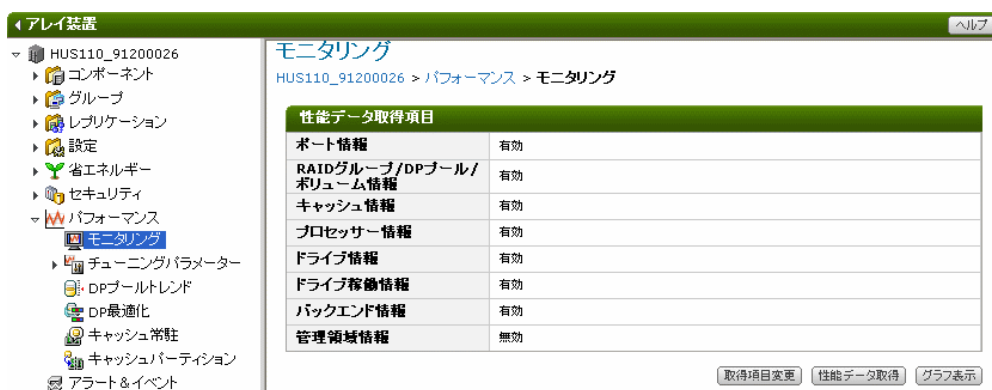 アレイ装置
ヘルプ
HUS110_91200026
コンポーネント
グループ
レプリケーション
設定
省エネルギー
セキュリティ
パフォーマンス
モニタリング
チューニングパラメーター
DPプールトレンド
DP最適化
キャッシュ常駐
キャッシュパーティション
アラート＆イベント
モニタリング
HUS110_91200026 > パフォーマンス > モニタリング
性能データ取得項目
ポート情報 有効
RAIDグループ/DPプール/
ボリューム情報 有効
キャッシュ情報 有効
プロセッサー情報 有効
ドライブ情報 有効
ドライブ稼働情報 有効
バックエンド情報 有効
管理領域情報 無効
取得項目変更 性能データ取得 グラフ表示